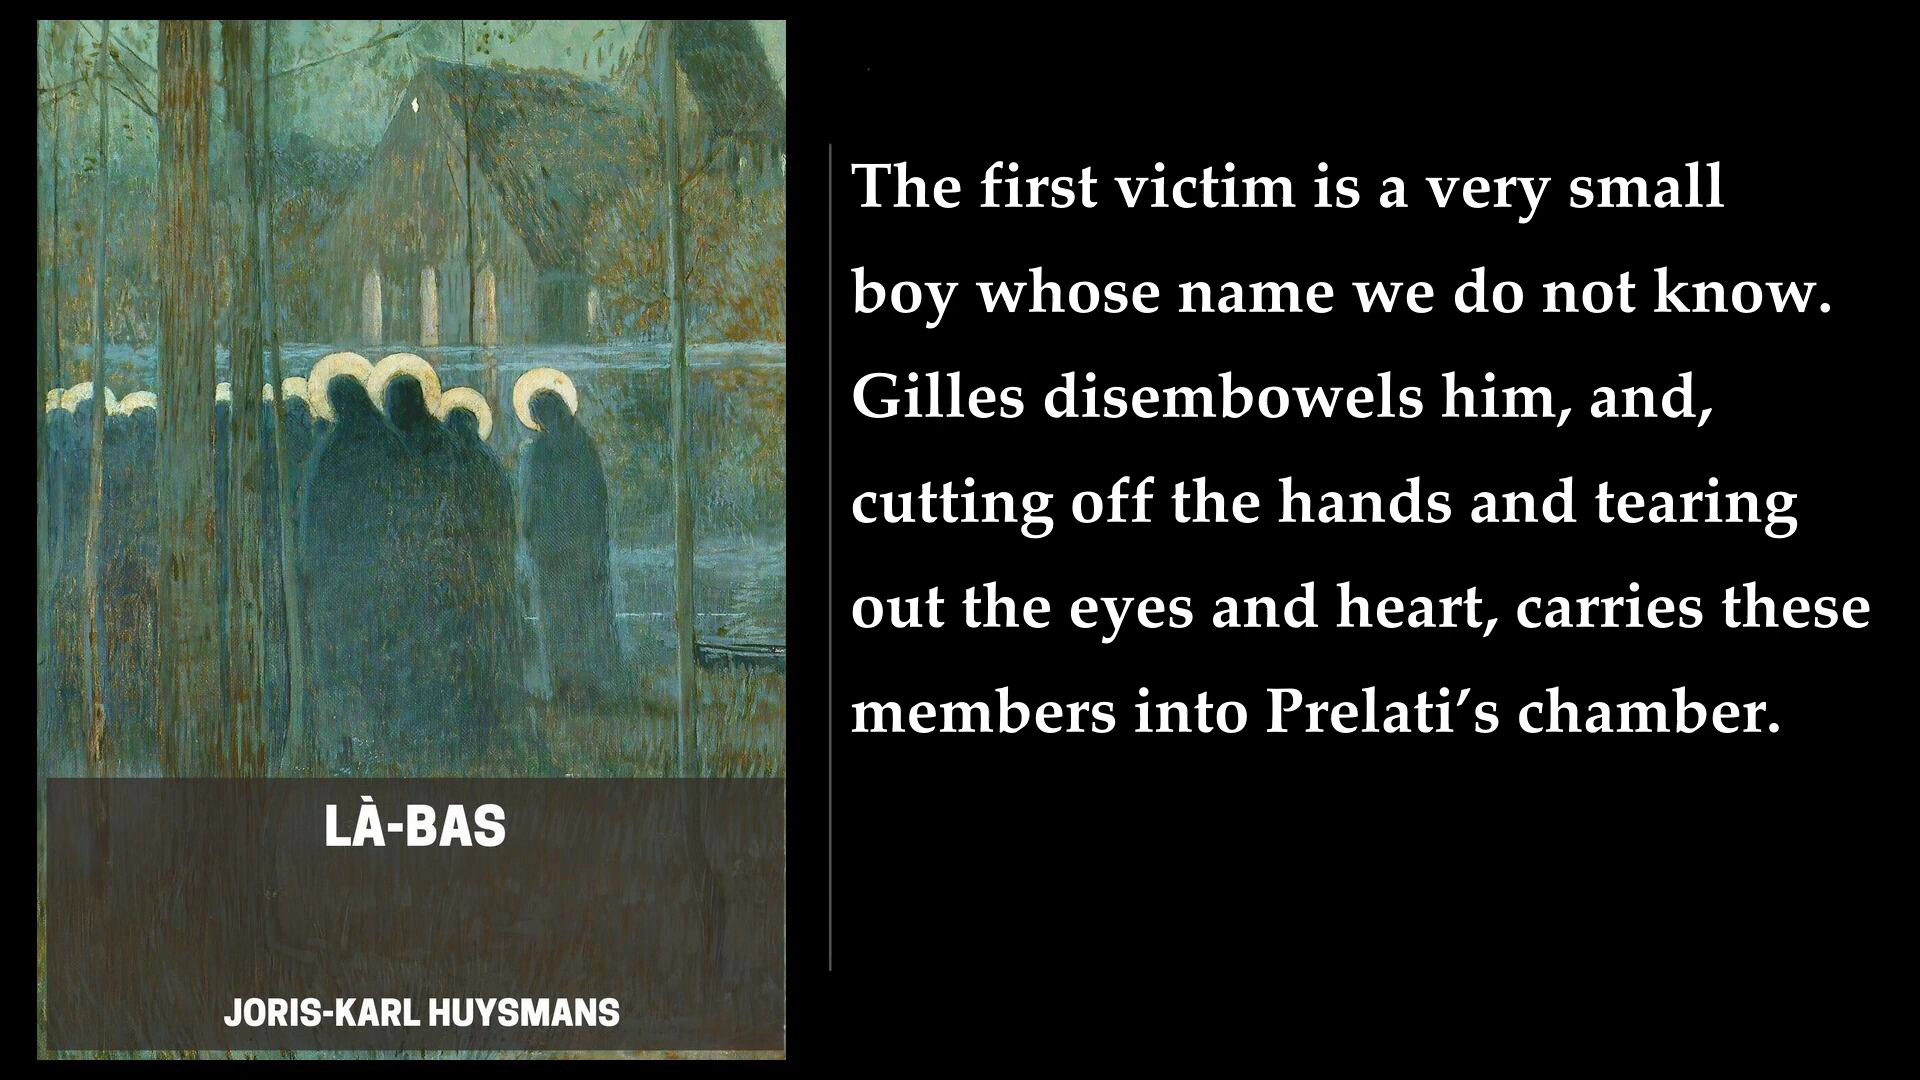 LÀ-BAS
JORIS-KARL HUYSMANS
The first victim is a very small
boy whose name we do not know.
Gilles disembowels him, and,
cutting off the hands and tearing
out the eyes and heart, carries these
members into Prelati’s chamber.